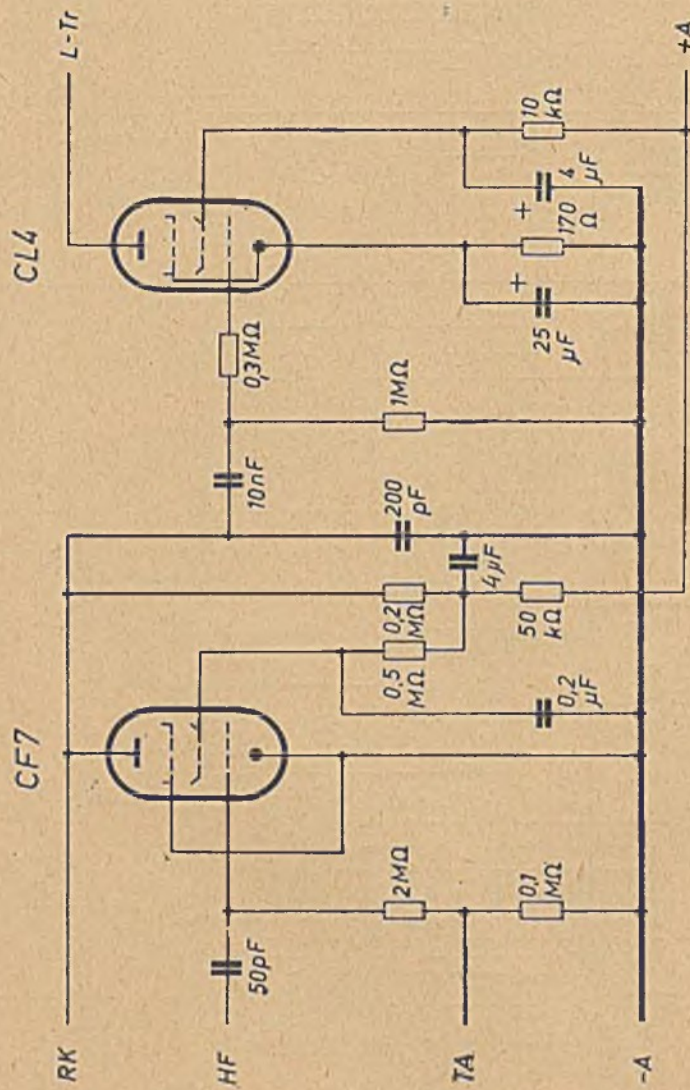 CF7
CL4
RK
L-Tr
HF
50pF
10nF
0,3MΩ
2MΩ
0,5
MΩ
0,2
MΩ
200
pF
1MΩ
TA
4µF
0,1
MΩ
0,2
µF
50
kΩ
25
µF
+
170
Ω
+
4
µF
10
kΩ
-A
+A